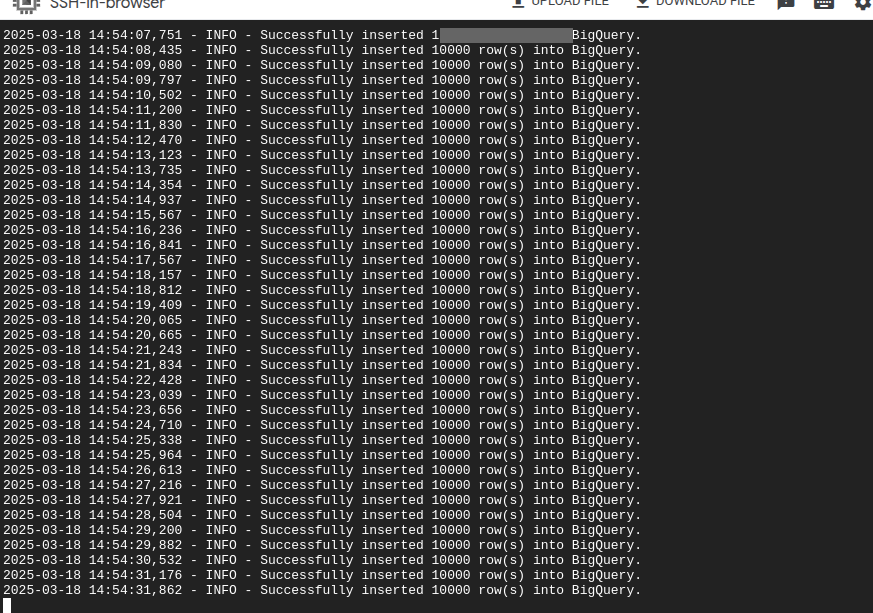 SSH-in-browser
UPLOAD FILE
DOWNLOAD FILE
2025-03-18 14:54:07,751 - INFO - Successfully inserted 1 BigQuery.
2025-03-18 14:54:08,435 - INFO - Successfully inserted 10000 row(s) into BigQuery.
2025-03-18 14:54:09,080 - INFO - Successfully inserted 10000 row(s) into BigQuery.
2025-03-18 14:54:09,797 - INFO - Successfully inserted 10000 row(s) into BigQuery.
2025-03-18 14:54:10,502 - INFO - Successfully inserted 10000 row(s) into BigQuery.
2025-03-18 14:54:11,200 - INFO - Successfully inserted 10000 row(s) into BigQuery.
2025-03-18 14:54:11,830 - INFO - Successfully inserted 10000 row(s) into BigQuery.
2025-03-18 14:54:12,470 - INFO - Successfully inserted 10000 row(s) into BigQuery.
2025-03-18 14:54:13,123 - INFO - Successfully inserted 10000 row(s) into BigQuery.
2025-03-18 14:54:13,735 - INFO - Successfully inserted 10000 row(s) into BigQuery.
2025-03-18 14:54:14,354 - INFO - Successfully inserted 10000 row(s) into BigQuery.
2025-03-18 14:54:14,937 - INFO - Successfully inserted 10000 row(s) into BigQuery.
2025-03-18 14:54:15,567 - INFO - Successfully inserted 10000 row(s) into BigQuery.
2025-03-18 14:54:16,236 - INFO - Successfully inserted 10000 row(s) into BigQuery.
2025-03-18 14:54:16,841 - INFO - Successfully inserted 10000 row(s) into BigQuery.
2025-03-18 14:54:17,567 - INFO - Successfully inserted 10000 row(s) into BigQuery.
2025-03-18 14:54:18,157 - INFO - Successfully inserted 10000 row(s) into BigQuery.
2025-03-18 14:54:18,812 - INFO - Successfully inserted 10000 row(s) into BigQuery.
2025-03-18 14:54:19,409 - INFO - Successfully inserted 10000 row(s) into BigQuery.
2025-03-18 14:54:20,065 - INFO - Successfully inserted 10000 row(s) into BigQuery.
2025-03-18 14:54:20,665 - INFO - Successfully inserted 10000 row(s) into BigQuery.
2025-03-18 14:54:21,243 - INFO - Successfully inserted 10000 row(s) into BigQuery.
2025-03-18 14:54:21,834 - INFO - Successfully inserted 10000 row(s) into BigQuery.
2025-03-18 14:54:22,428 - INFO - Successfully inserted 10000 row(s) into BigQuery.
2025-03-18 14:54:23,039 - INFO - Successfully inserted 10000 row(s) into BigQuery.
2025-03-18 14:54:23,656 - INFO - Successfully inserted 10000 row(s) into BigQuery.
2025-03-18 14:54:24,710 - INFO - Successfully inserted 10000 row(s) into BigQuery.
2025-03-18 14:54:25,338 - INFO - Successfully inserted 10000 row(s) into BigQuery.
2025-03-18 14:54:25,964 - INFO - Successfully inserted 10000 row(s) into BigQuery.
2025-03-18 14:54:26,613 - INFO - Successfully inserted 10000 row(s) into BigQuery.
2025-03-18 14:54:27,216 - INFO - Successfully inserted 10000 row(s) into BigQuery.
2025-03-18 14:54:27,921 - INFO - Successfully inserted 10000 row(s) into BigQuery.
2025-03-18 14:54:28,504 - INFO - Successfully inserted 10000 row(s) into BigQuery.
2025-03-18 14:54:29,200 - INFO - Successfully inserted 10000 row(s) into BigQuery.
2025-03-18 14:54:29,882 - INFO - Successfully inserted 10000 row(s) into BigQuery.
2025-03-18 14:54:30,532 - INFO - Successfully inserted 10000 row(s) into BigQuery.
2025-03-18 14:54:31,176 - INFO - Successfully inserted 10000 row(s) into BigQuery.
2025-03-18 14:54:31,862 - INFO - Successfully inserted 10000 row(s) into BigQuery.